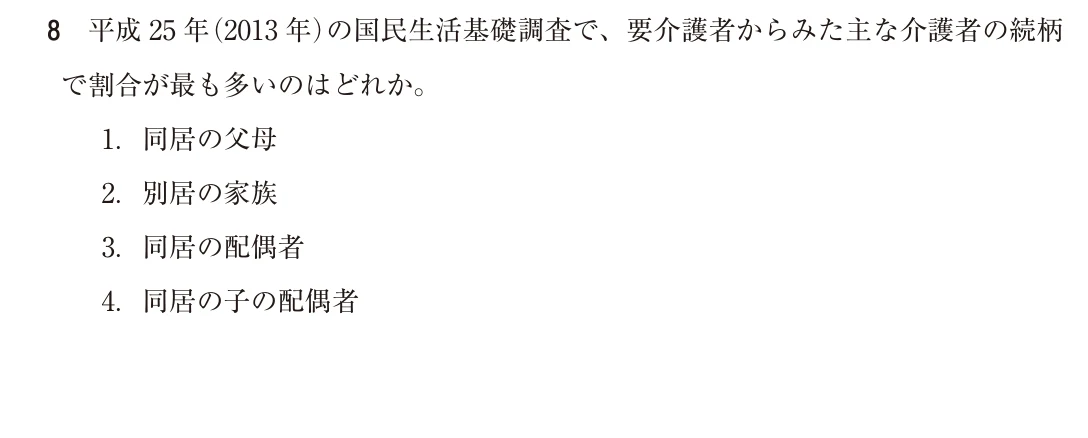 8 平成 25 年(2013 年)の国民生活基礎調査で、要介護者からみた主な介護者の続柄
で割合が最も多いのはどれか。
1. 同居の父母
2. 別居の家族
3. 同居の配偶者
4. 同居の子の配偶者